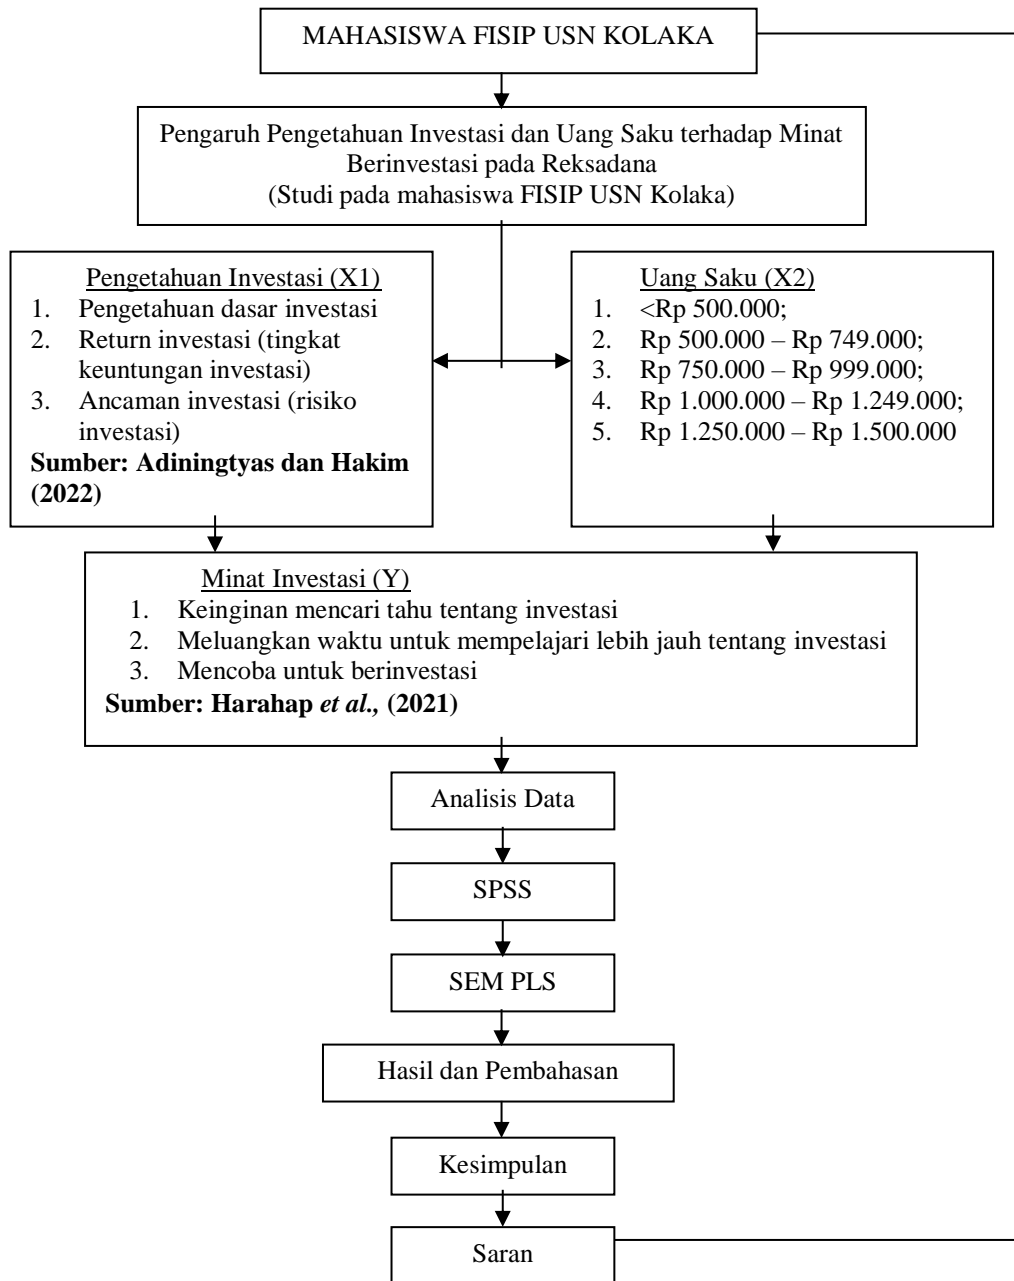 MAHASISWA FISIP USN KOLAKA
Pengaruh Pengetahuan Investasi dan Uang Saku terhadap Minat
Berinvestasi pada Reksadana
(Studi pada mahasiswa FISIP USN Kolaka)
Pengetahuan Investasi (X1)
1. Pengetahuan dasar investasi
2. Return investasi (tingkat
keuntungan investasi)
3. Ancaman investasi (risiko
investasi)
Sumber: Adiningtyas dan Hakim
(2022)
Uang Saku (X2)
1. <Rp 500.000;
2. Rp 500.000 – Rp 749.000;
3. Rp 750.000 – Rp 999.000;
4. Rp 1.000.000 – Rp 1.249.000;
5. Rp 1.250.000 – Rp 1.500.000
Minat Investasi (Y)
1. Keinginan mencari tahu tentang investasi
2. Meluangkan waktu untuk mempelajari lebih jauh tentang investasi
3. Mencoba untuk berinvestasi
Sumber: Harahap et al., (2021)
Analisis Data
SPSS
SEM PLS
Hasil dan Pembahasan
Kesimpulan
Saran